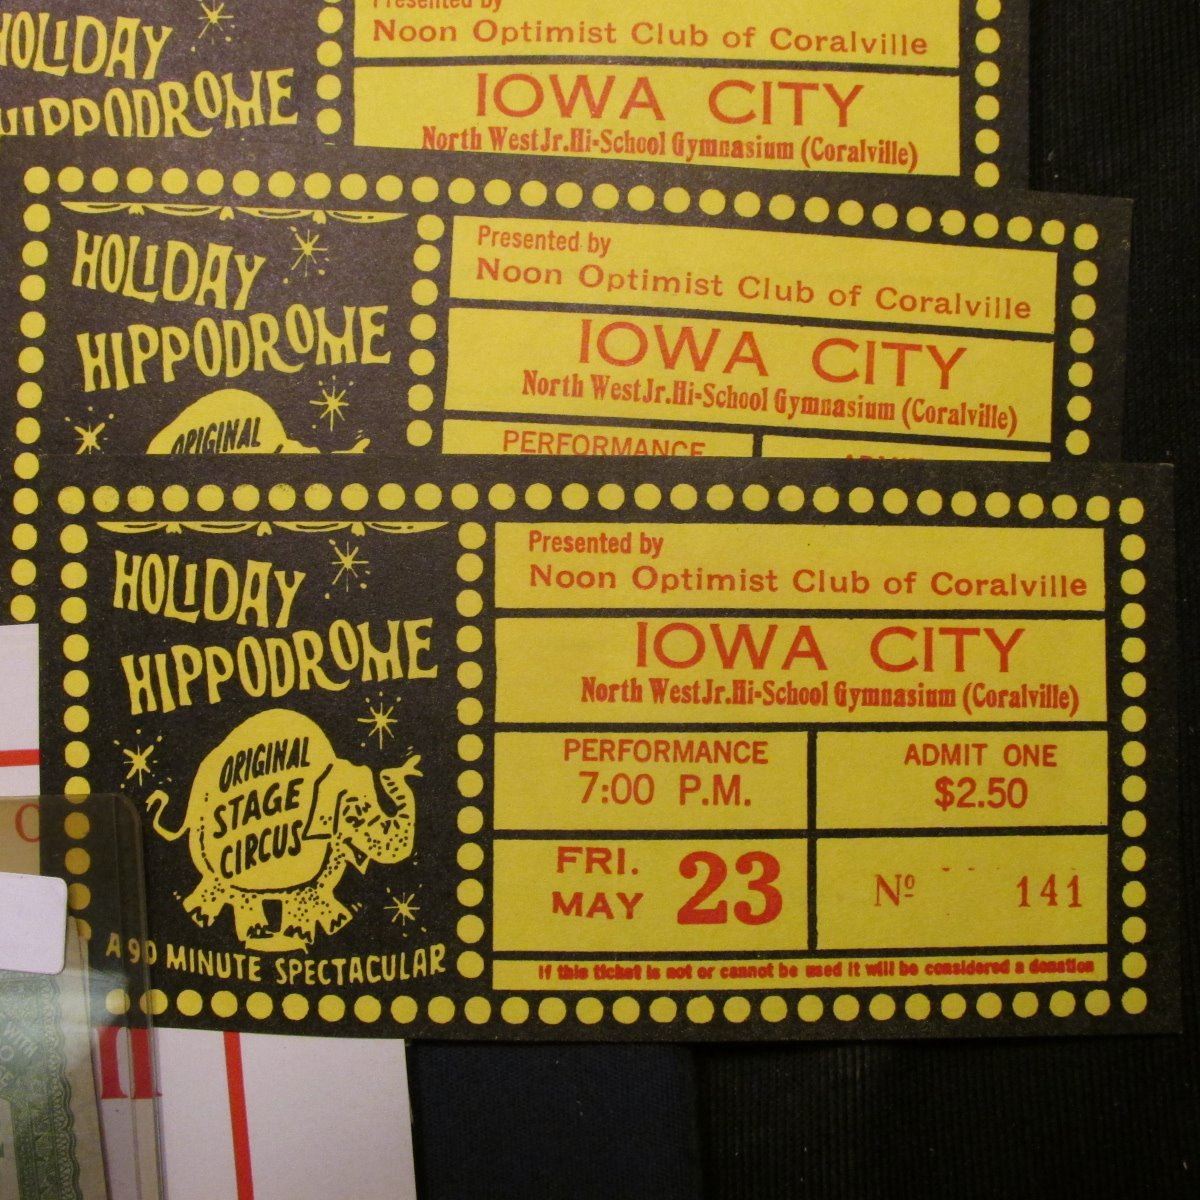 HOLIDAY
HIPPODROME
Presented by
Noon Optimist Club of Coralville
IOWA CITY
North West Jr. Hi-School Gymnasium (Coralville)
HOLIDAY
HIPPODROME
ORIGINAL
Presented by
Noon Optimist Club of Coralville
IOWA CITY
North West Jr. Hi-School Gymnasium (Coralville)
PERFORMANCE
HOLIDAY
HIPPODROME
ORIGINAL
STAGE
CIRCUS
A 90 MINUTE SPECTACULAR
Presented by
Noon Optimist Club of Coralville
IOWA CITY
North West Jr. Hi-School Gymnasium (Coralville)
PERFORMANCE
7:00 P.M.
ADMIT ONE
$2.50
FRI.
MAY 23
Nº 141
If this ticket is not or cannot be used it will be considered a donation